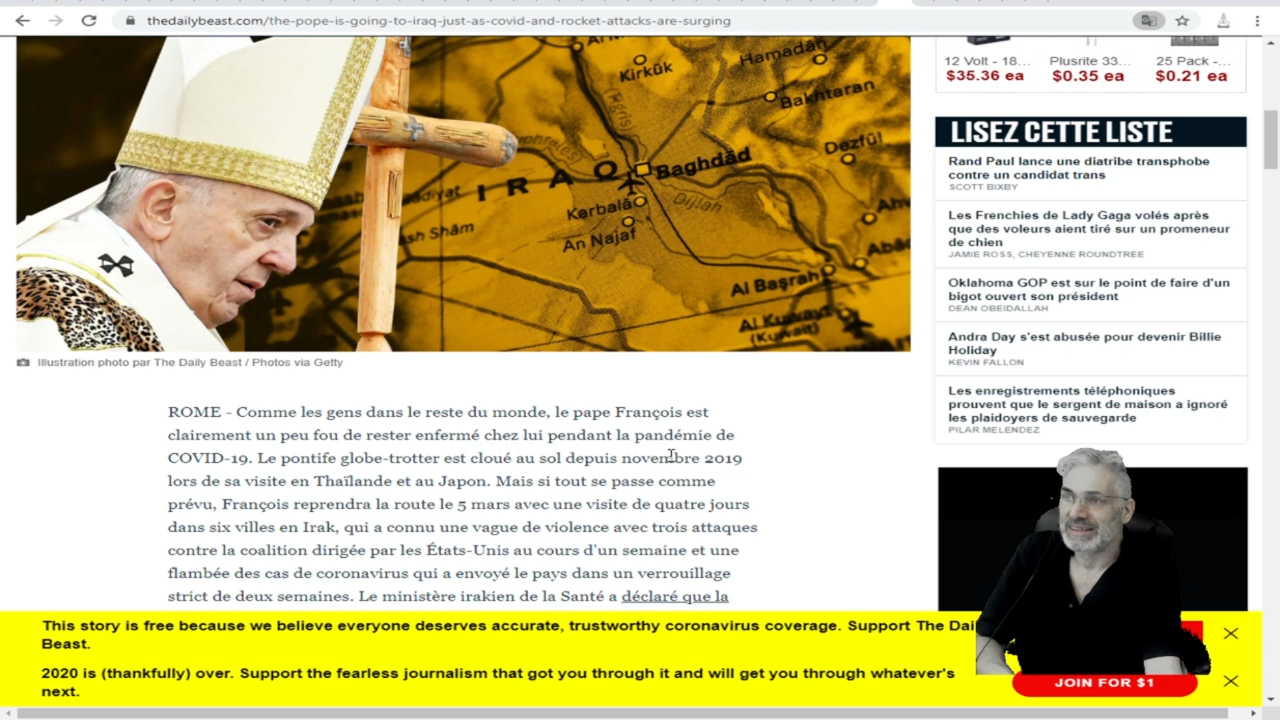 thedailybeast.com/the-pope-is-going-to-iraq-just-as-covid-and-rocket-attacks-are-surging
Kirkūk
Hamadān
Bakhtaran
Dezfūl
IRAQ
Baghdād
Karbalā
Dijlah
An Najaf
ash Shām
Al Başrah
Al Kuwayt
(Kuwait)
Illustration photo par The Daily Beast / Photos via Getty
ROME - Comme les gens dans le reste du monde, le pape François est
clairement un peu fou de rester enfermé chez lui pendant la pandémie de
COVID-19. Le pontife globe-trotter est cloué au sol depuis novembre 2019
lors de sa visite en Thaïlande et au Japon. Mais si tout se passe comme
prévu, François reprendra la route le 5 mars avec une visite de quatre jours
dans six villes en Irak, qui a connu une vague de violence avec trois attaques
contre la coalition dirigée par les États-Unis au cours d'un semaine et une
flambée des cas de coronavirus qui a envoyé le pays dans un verrouillage
strict de deux semaines. Le ministère irakien de la Santé a déclaré que la
12 Volt - 18... Plusrite 33... 25 Pack -...
$35.36 ea $0.35 ea $0.21 ea
LISEZ CETTE LISTE
Rand Paul lance une diatribe transphobe
contre un candidat trans
SCOTT BIXBY
Les Frenchies de Lady Gaga volés après
que des voleurs aient tiré sur un promeneur
de chien
JAMIE ROSS, CHEYENNE ROUNDTREE
Oklahoma GOP est sur le point de faire d'un
bigot ouvert son président
DEAN OBEIDALLAH
Andra Day s'est abusée pour devenir Billie
Holiday
KEVIN FALLON
Les enregistrements téléphoniques
prouvent que le sergent de maison a ignoré
les plaidoyers de sauvegarde
PILAR MELENDEZ
This story is free because we believe everyone deserves accurate, trustworthy coronavirus coverage. Support The
Beast.
2020 is (thankfully) over. Support the fearless journalism that got you through it and will get you through whatever's
next.
JOIN FOR $1